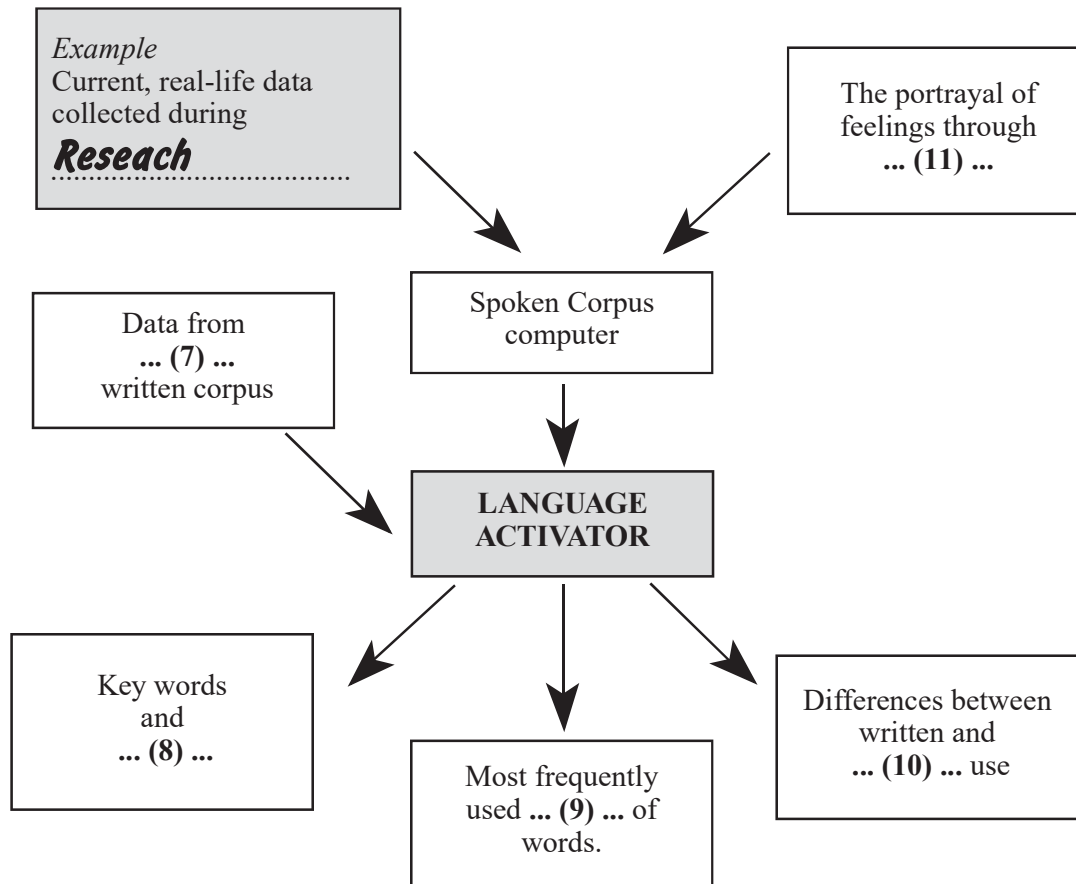 Example
Current, real-life data
collected during
Reseach
The portrayal of
feelings through
... (11) ...
Spoken Corpus
computer
Data from
... (7) ...
written corpus
LANGUAGE
ACTIVATOR
Key words
and
... (8) ...
Most frequently
used ... (9) ... of
words.
Differences between
written and
... (10) ... use